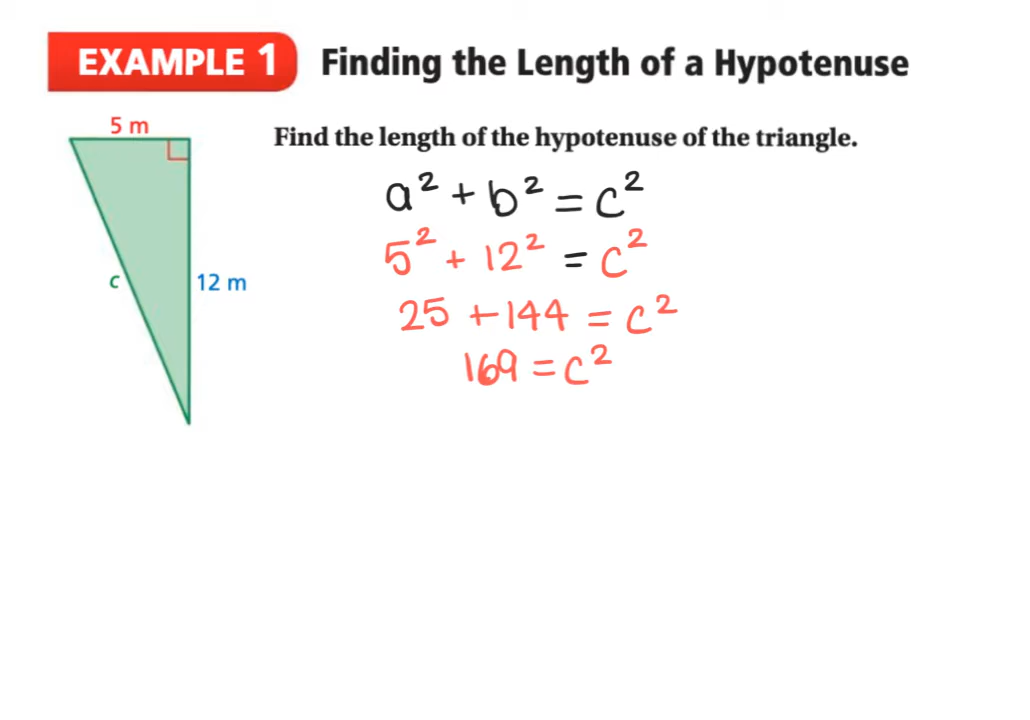 EXAMPLE 1 Finding the Length of a Hypotenuse
5 m
Find the length of the hypotenuse of the triangle.
a² + b² = c²
5² + 12² = c²
c
12 m
25 + 144 = c²
169 = c²